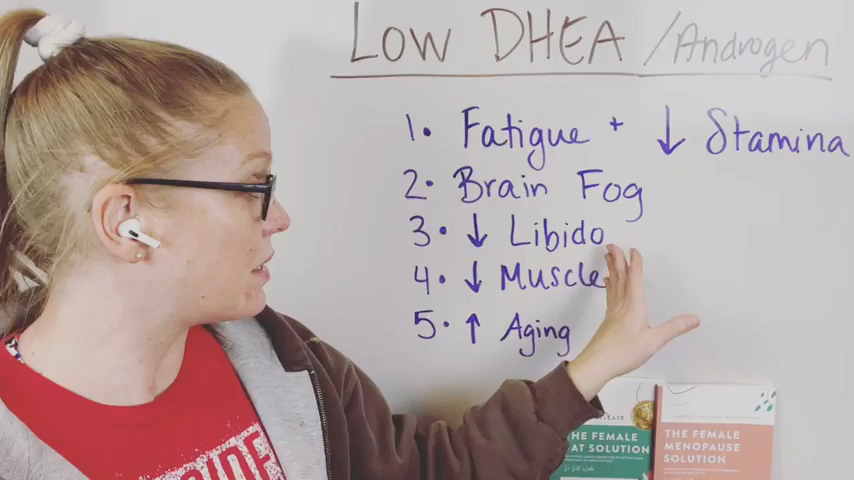 LOW DHEA / Androgen
1. Fatigue + ↓ Stamina
2. Brain Fog
3. ↓ Libido
4. ↓ Muscle
5. ↑ Aging
THE FEMALE
FAT SOLUTION
THE FEMALE
MENOPAUSE
SOLUTION